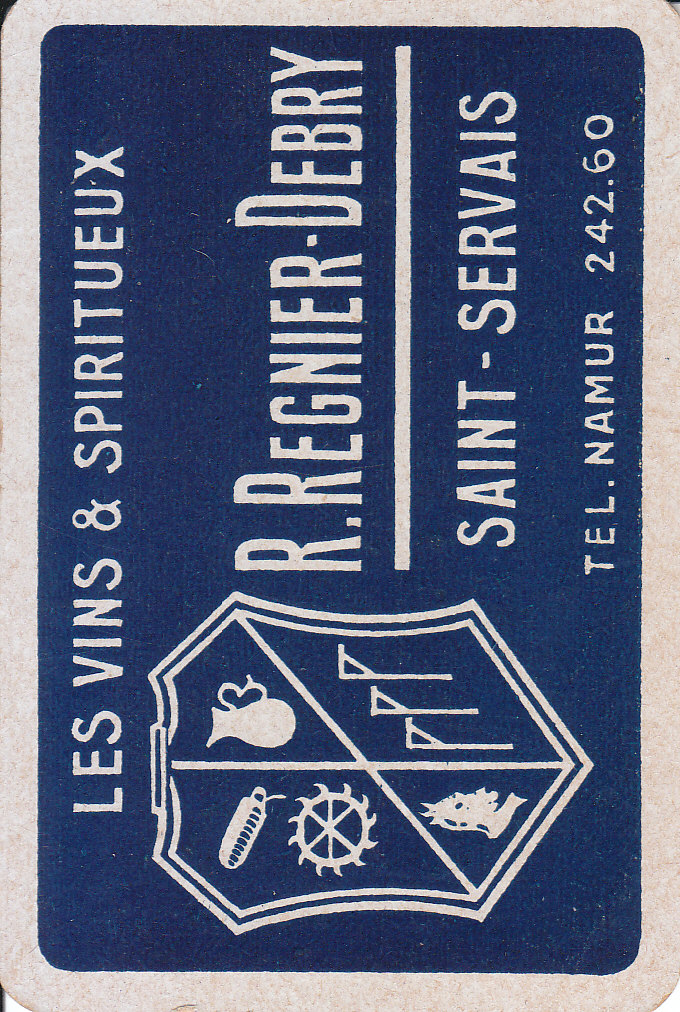 LES VINS & SPIRITUEUX
R. REGNIER-DEBRY
SAINT-SERVAIS
TEL. NAMUR 242.60